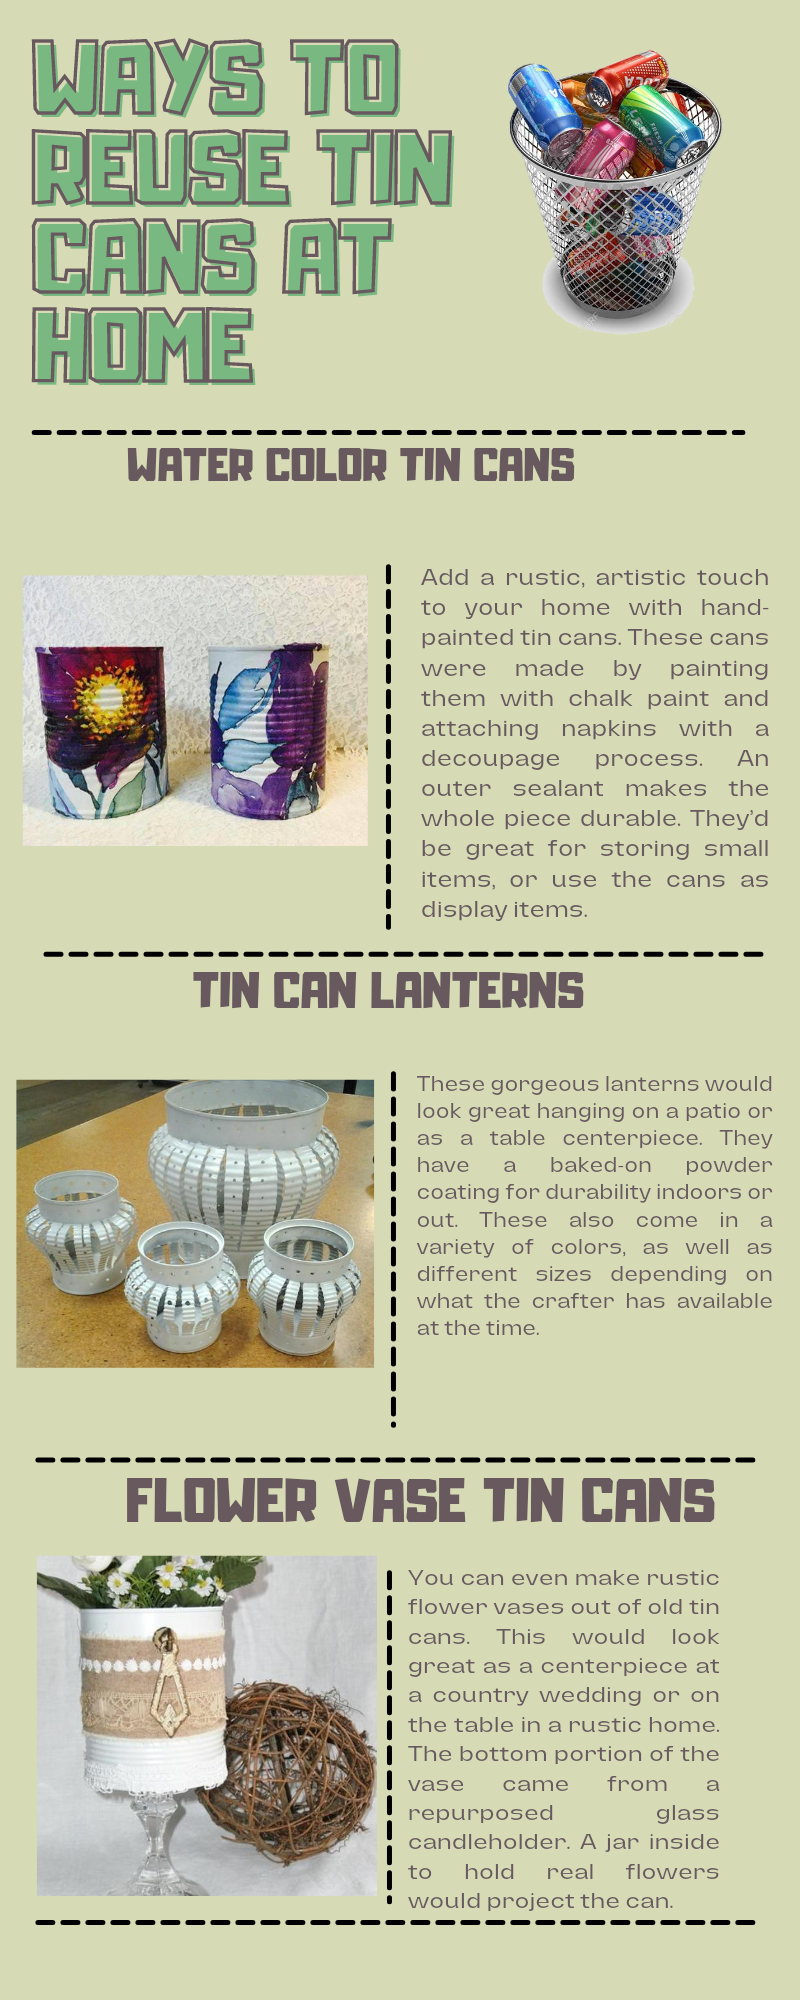 WAYS TO
REUSE TIN
CANS AT
HOME
WATER COLOR TIN CANS
Add a rustic, artistic touch
to your home with hand-
painted tin cans. These cans
were made by painting
them with chalk paint and
attaching napkins with a
decoupage process. An
outer sealant makes the
whole piece durable. They’d
be great for storing small
items, or use the cans as
display items.
TIN CAN LANTERNS
These gorgeous lanterns would
look great hanging on a patio or
as a table centerpiece. They
have a baked-on powder
coating for durability indoors or
out. These also come in a
variety of colors, as well as
different sizes depending on
what the crafter has available
at the time.
FLOWER VASE TIN CANS
You can even make rustic
flower vases out of old tin
cans. This would look
great as a centerpiece at
a country wedding or on
the table in a rustic home.
The bottom portion of the
vase came from a
repurposed glass
candleholder. A jar inside
to hold real flowers
would project the can.